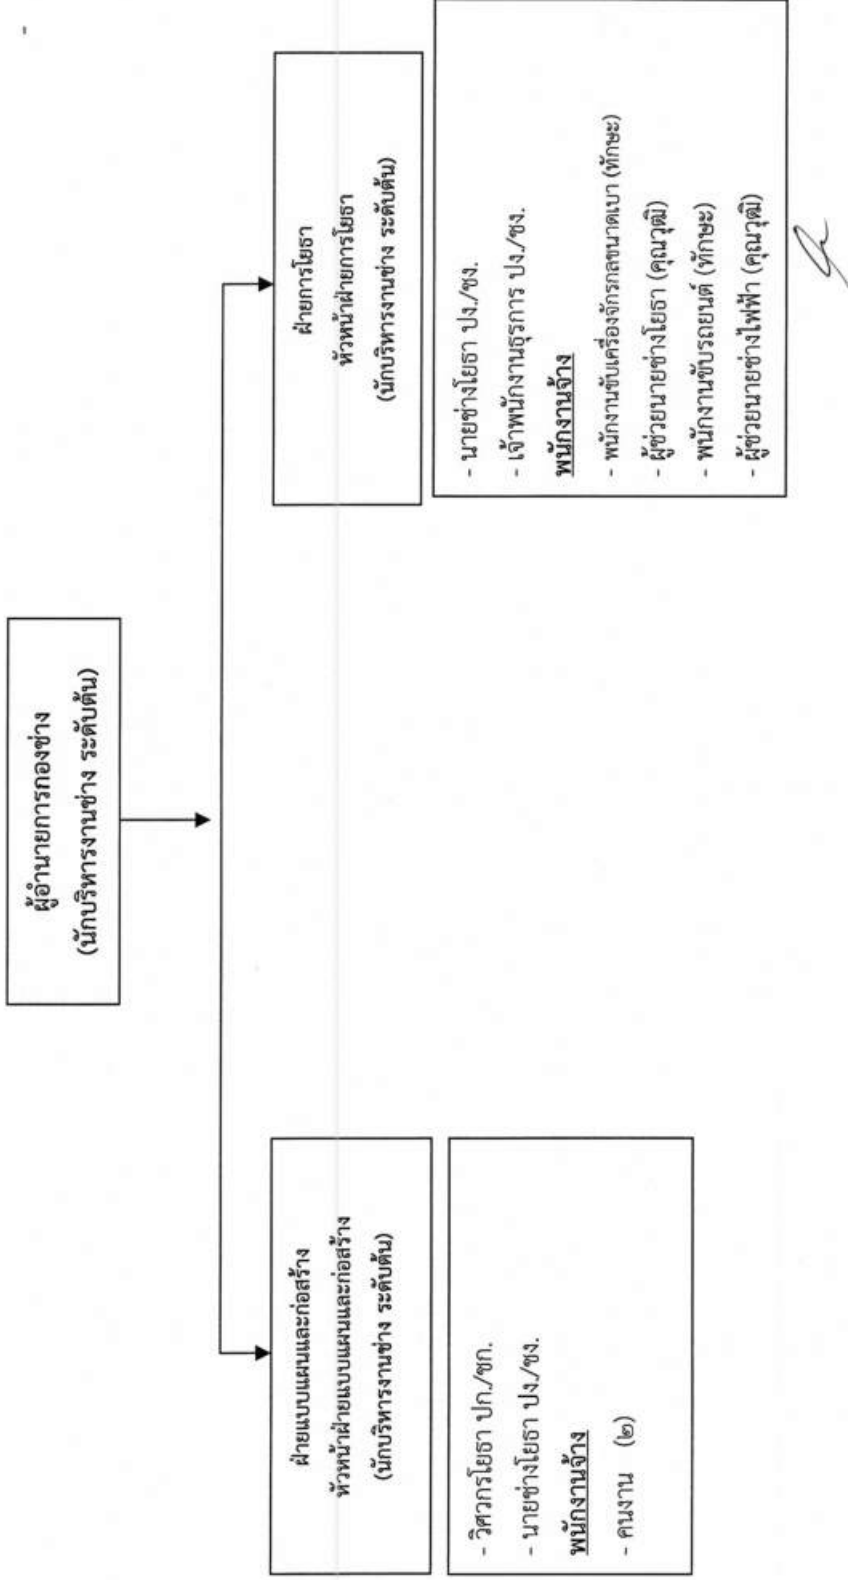 ผู้อำนายการกองช่าง
(นักบริหารงานช่าง ระดับต้น)
ฝ่ายแบบแผนและก่อสร้าง
หัวหน้าฝ่ายแบบแผนและก่อสร้าง
(นักบริหารงานช่าง ระดับต้น)
- วิศวกรโยธา ปก./ชก.
- นายช่างโยธา ปง./ชง.
พนักงานจ้าง
- คนงาน (๒)
ฝ่ายการโยธา
หัวหน้าฝ่ายการโยธา
(นักบริหารงานช่าง ระดับต้น)
- นายช่างโยธา ปง./ชง.
- เจ้าพนักงานธุรการ ปง./ชง.
พนักงานจ้าง
- พนักงานขับเครื่องจักรกลขนาดเบา (ทักษะ)
- ผู้ช่วยนายช่างโยธา (คุณวุฒิ)
- พนักงานขับรถยนต์ (ทักษะ)
- ผู้ช่วยนายช่างไฟฟ้า (คุณวุฒิ)